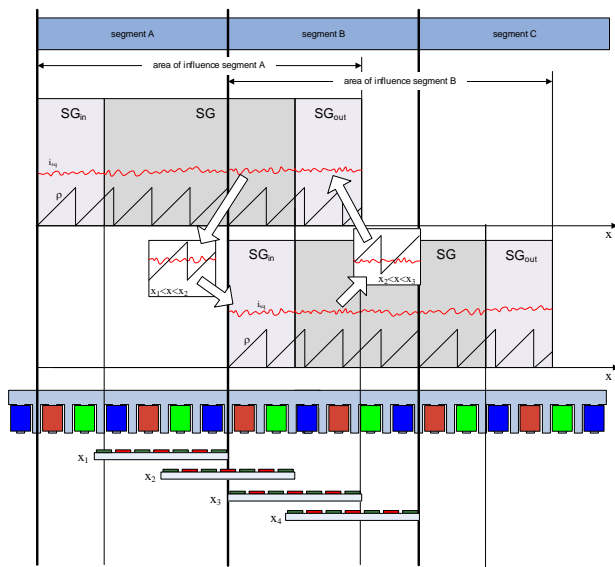 segment A segment B segment C
area of influence segment A
area of influence segment B
SGin SG SGout
isq
ρ
x
SGin SG SGout
x1<x<x2
x2<x<x3
isq
ρ
x
x1
x2
x3
x4